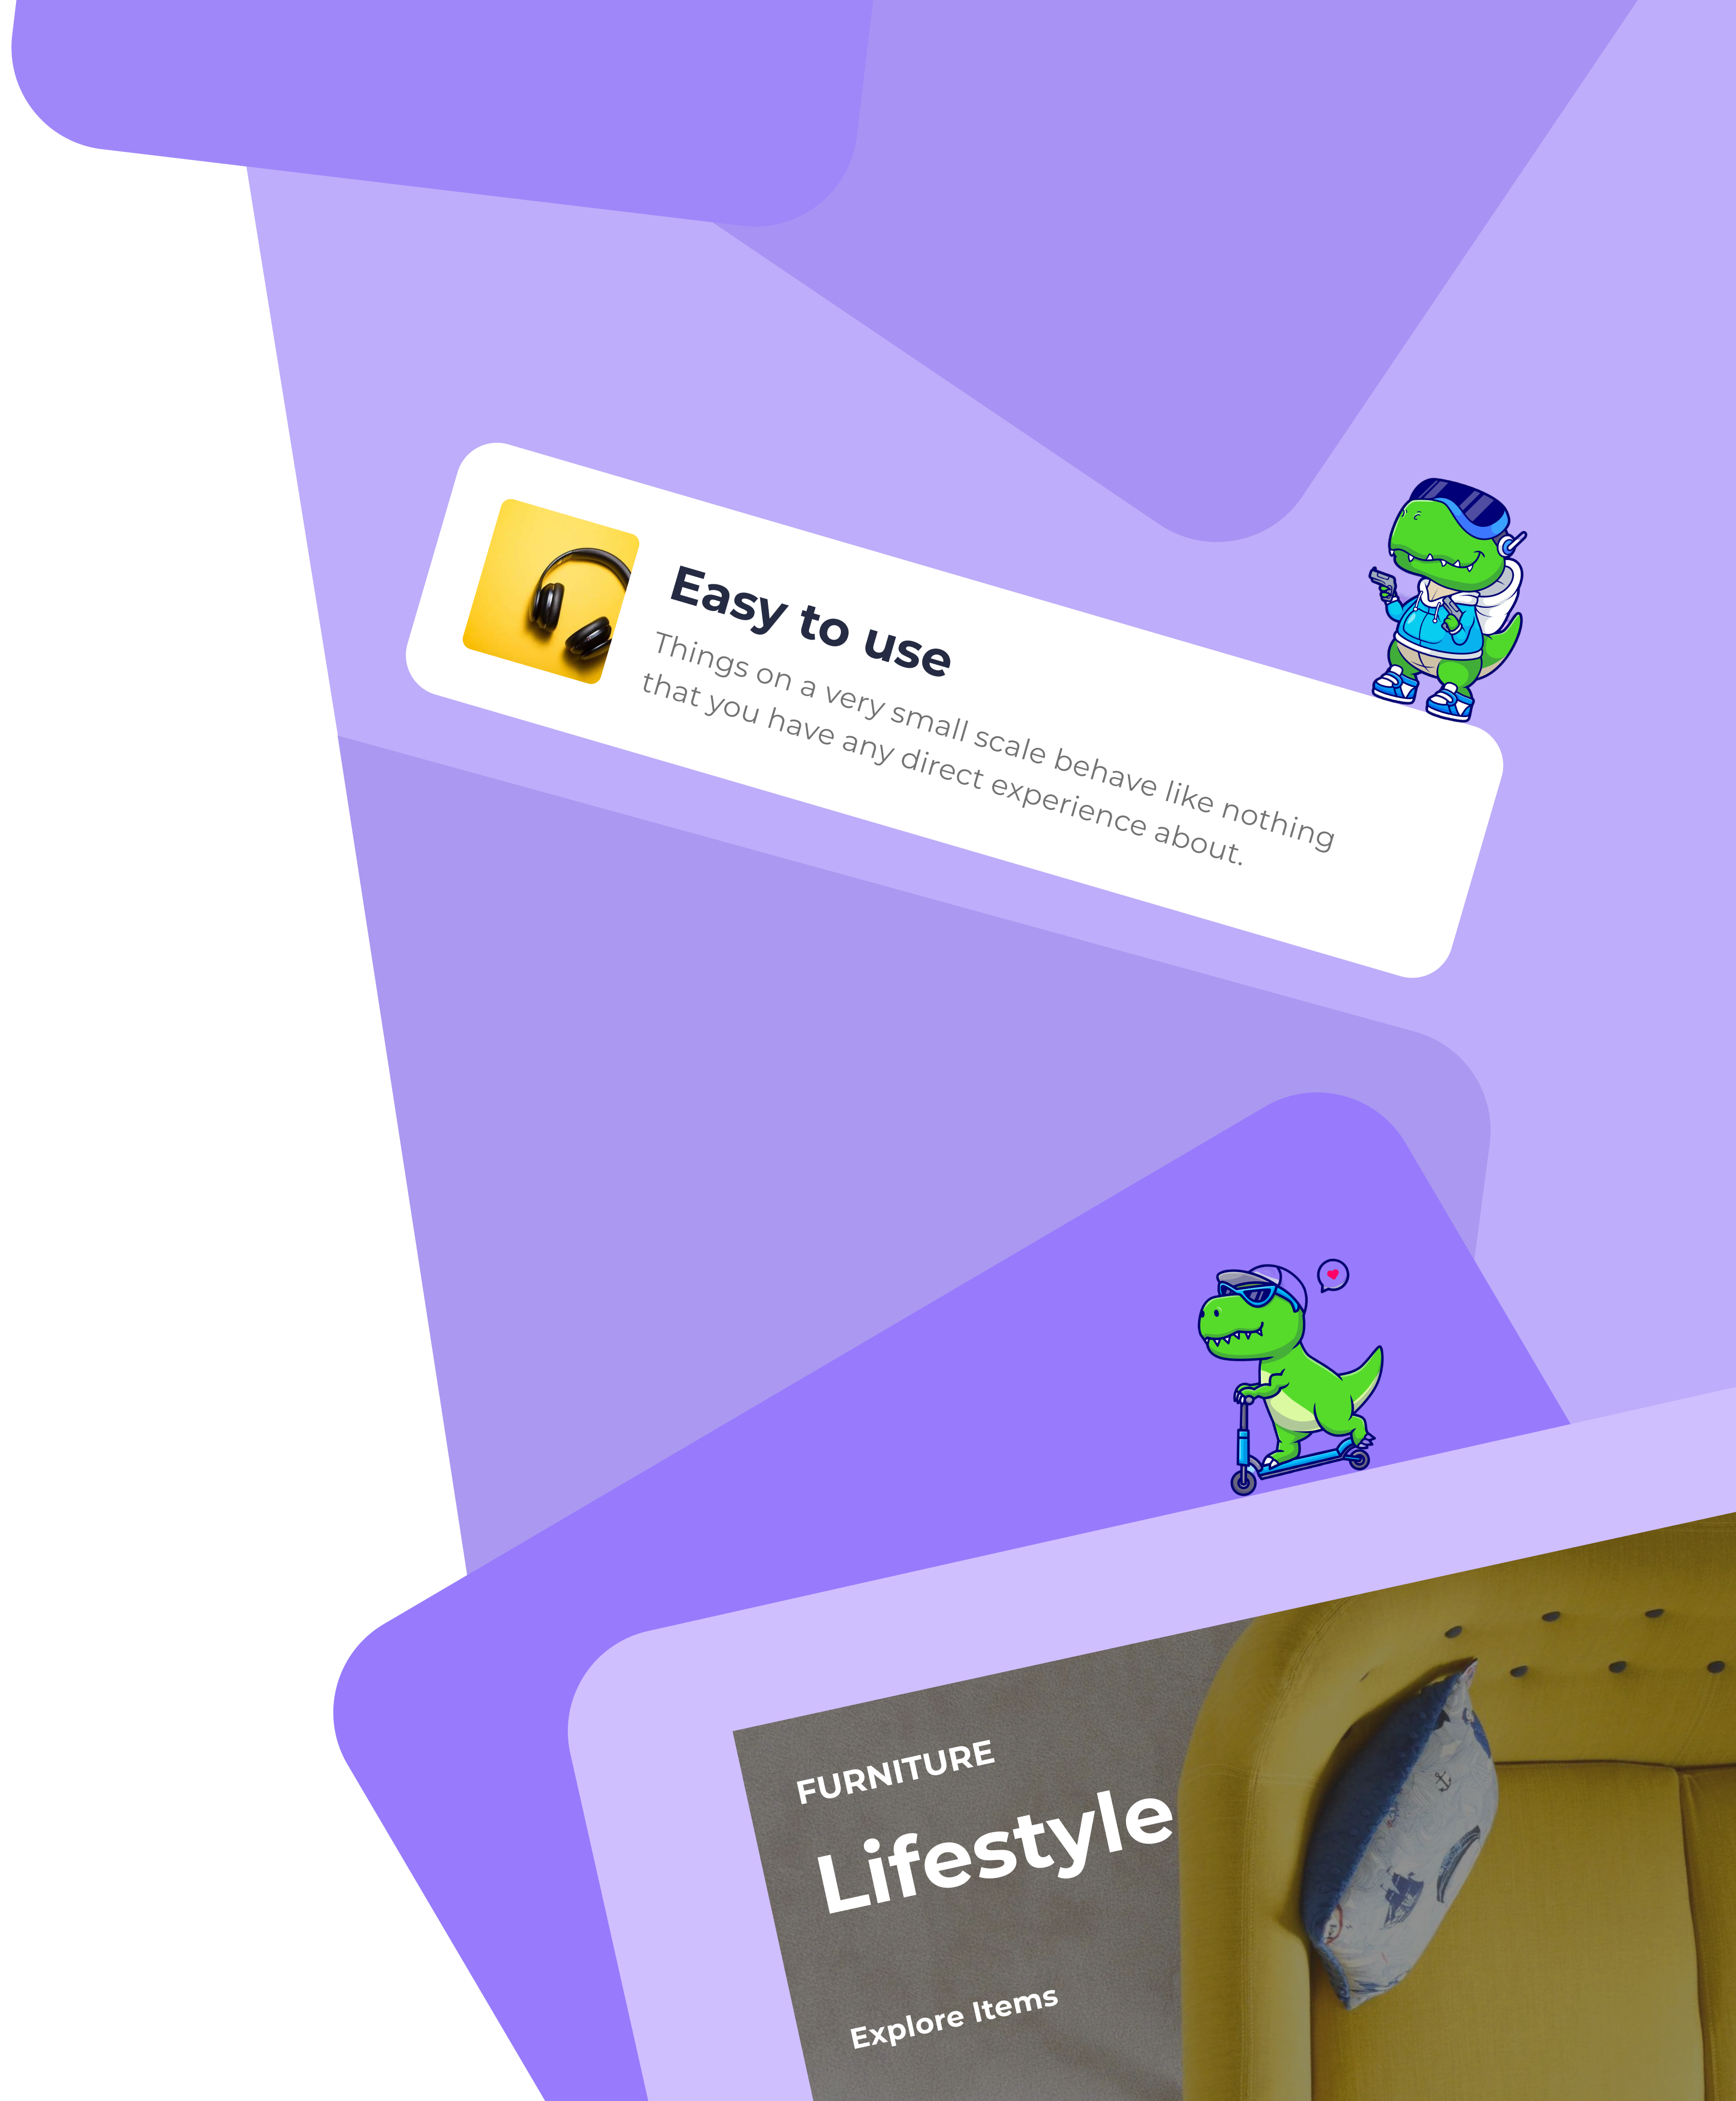 Easy to use
Things on a very small scale behave like nothing
that you have any direct experience about.
FURNITURE
Lifestyle
Explore Items